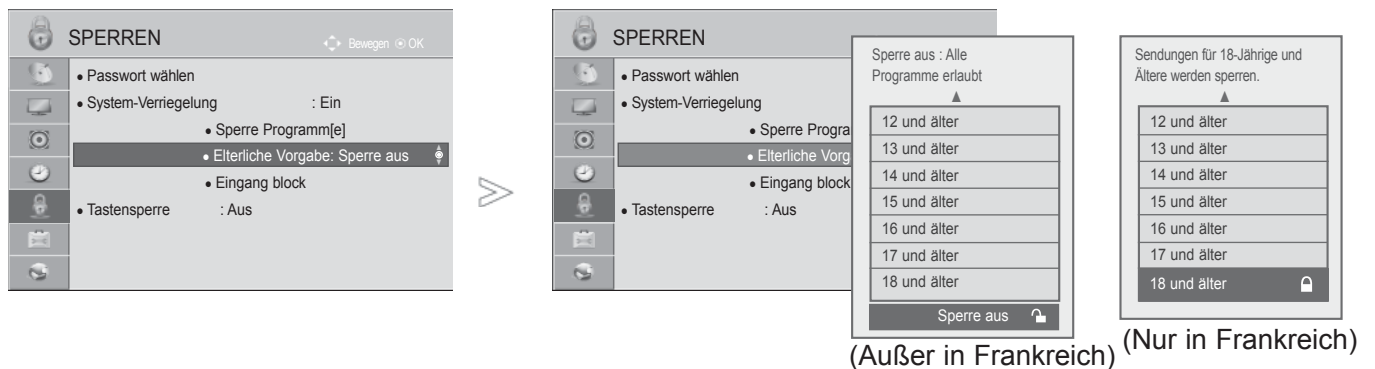 SPERREN
Bewegen OK
• Passwort wählen
• System-Verriegelung : Ein
• Sperre Programm[e]
• Elterliche Vorgabe: Sperre aus
• Eingang block
• Tastensperre : Aus
SPERREN
• Passwort wählen
• System-Verriegelung
• Sperre Progra
• Elterliche Vorg
• Eingang block
• Tastensperre : Aus
Sperre aus : Alle
Programme erlaubt
12 und älter
13 und älter
14 und älter
15 und älter
16 und älter
17 und älter
18 und älter
Sperre aus
(Außer in Frankreich)
Sendungen für 18-Jährige und
Ältere werden sperren.
12 und älter
13 und älter
14 und älter
15 und älter
16 und älter
17 und älter
18 und älter
(Nur in Frankreich)